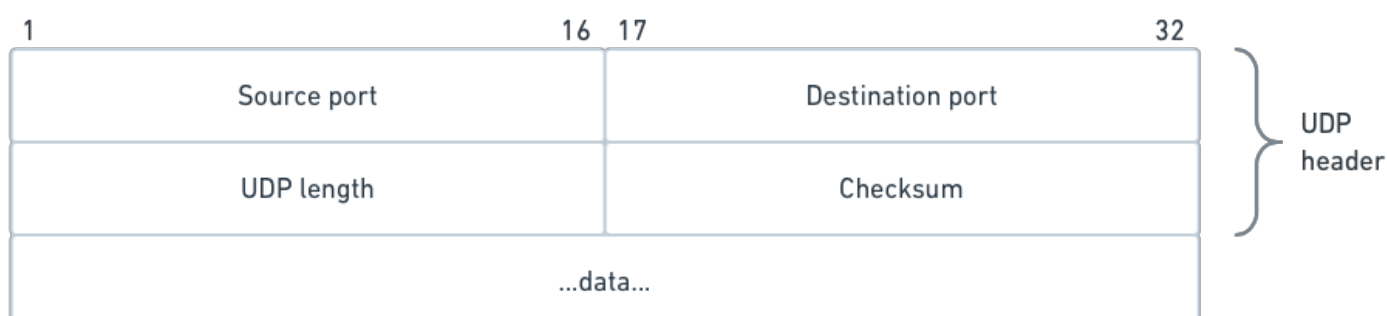 1 16 17 32
Source port Destination port
UDP length Checksum
UDP
header
...data...